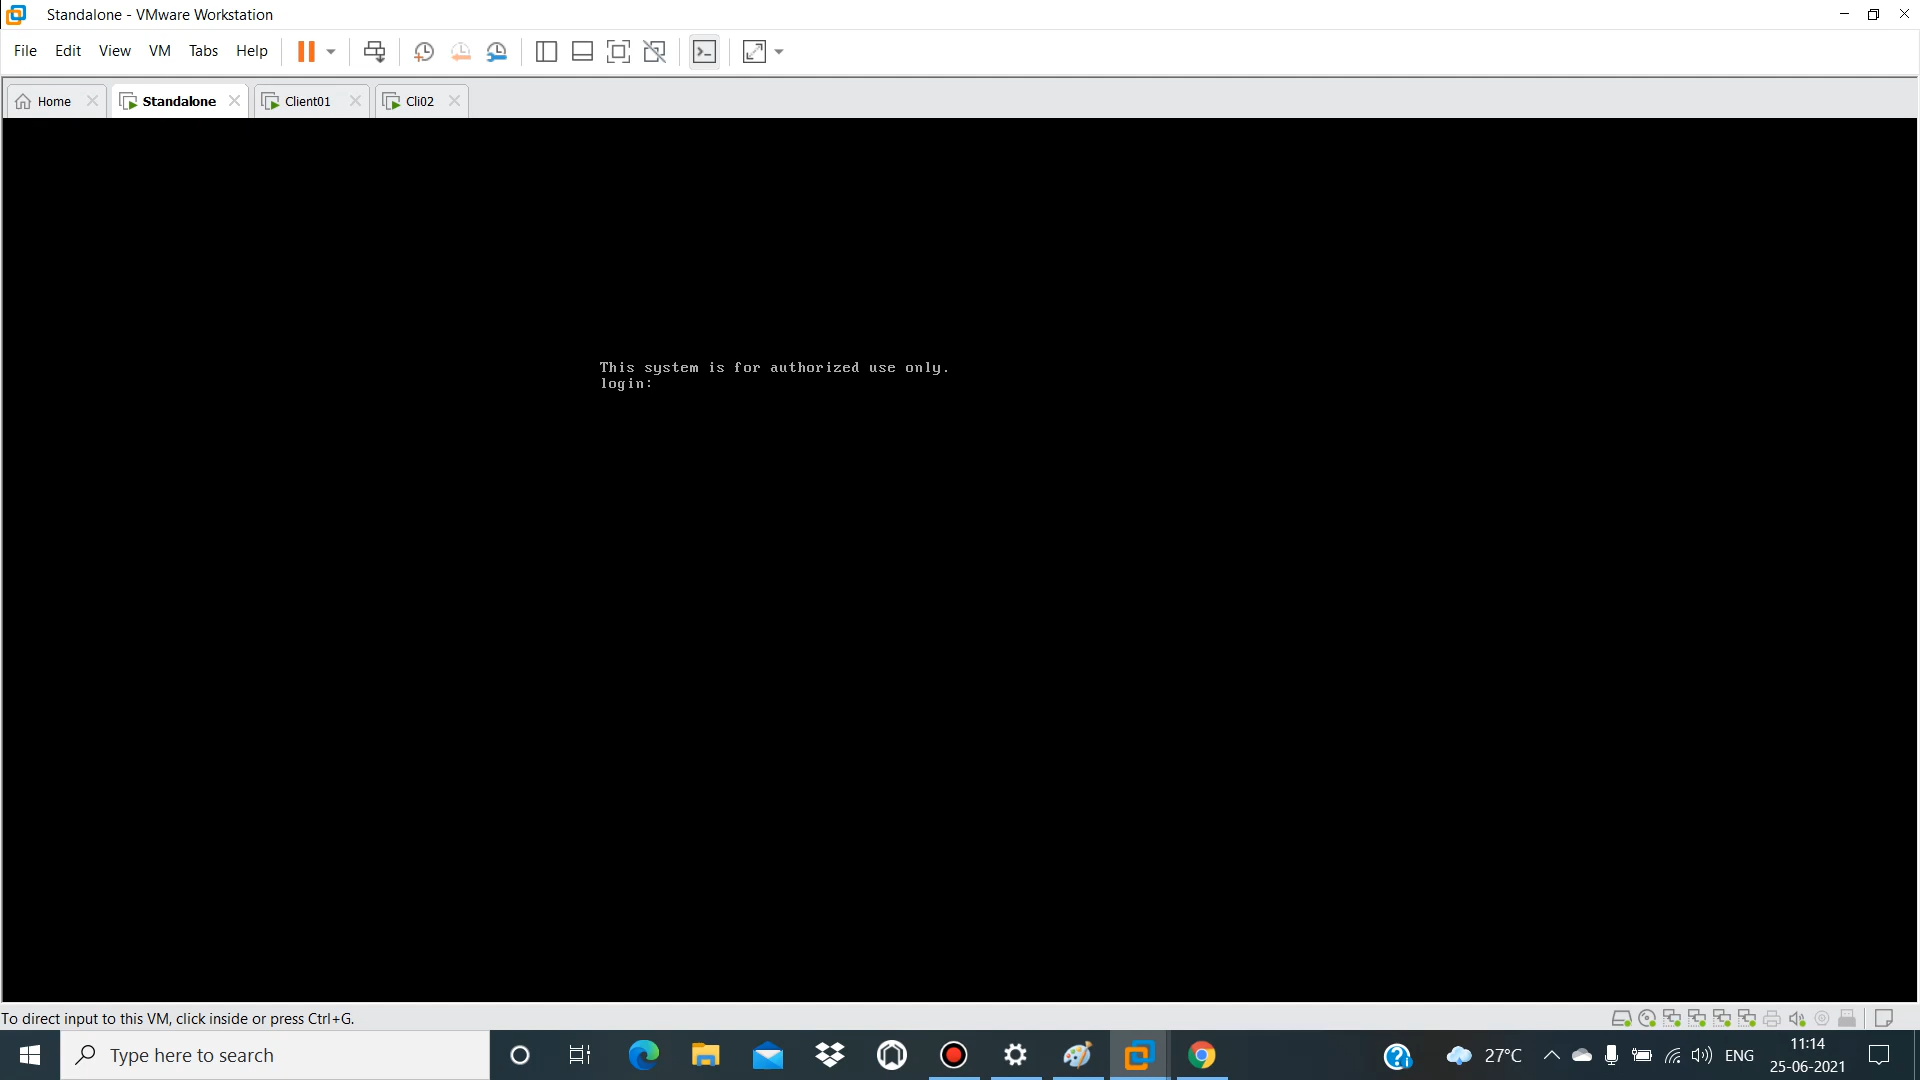 Standalone - VMware Workstation
File Edit View VM Tabs Help
Home Standalone Client01 Cli02
This system is for authorized use only.
login:
To direct input to this VM, click inside or press Ctrl+G.
Type here to search
27°C ENG 11:14
25-06-2021